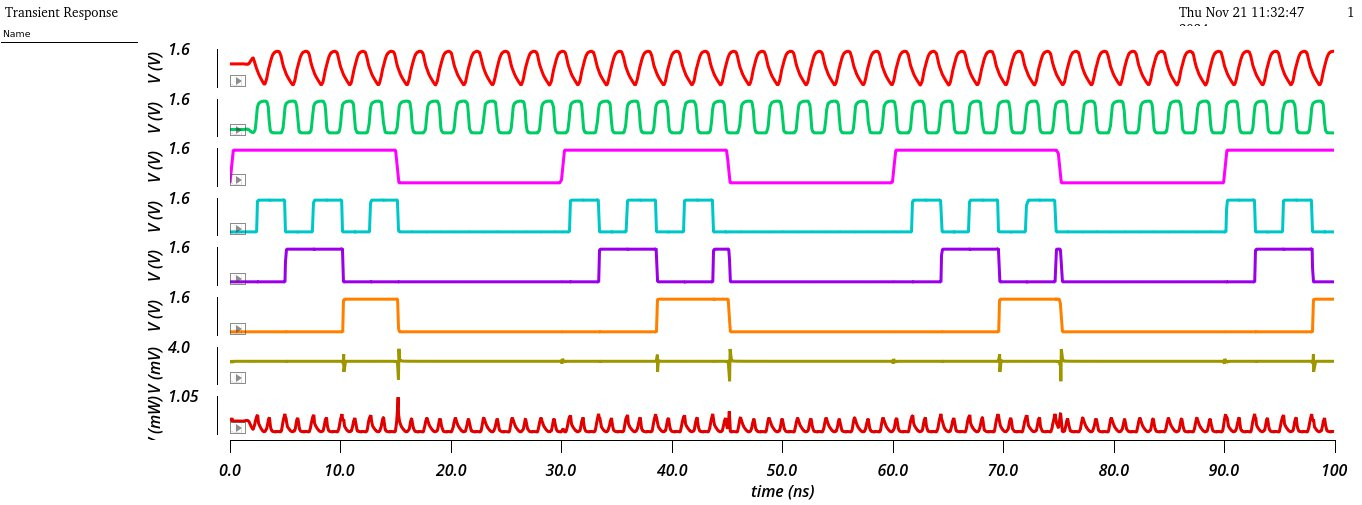 Transient Response
Thu Nov 21 11:32:47 1
2024
Name
1.6
V (V)
1.6
V (V)
1.6
V (V)
1.6
V (V)
1.6
V (V)
1.6
V (V)
4.0
V (mV)
1.05
(mW)
0.0 10.0 20.0 30.0 40.0 50.0 60.0 70.0 80.0 90.0 100
time (ns)